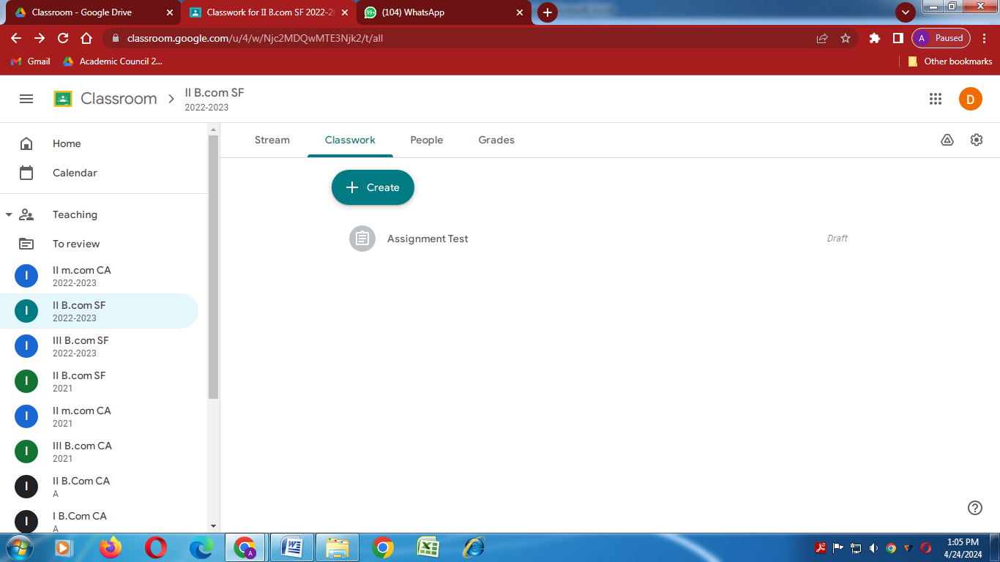 Classroom - Google Drive
Classwork for II B.com SF 2022-2
99+ (104) WhatsApp
classroom.google.com/u/4/w/Njc2MDQwMTE3Njk2/t/all
A Paused
Gmail
Academic Council 2...
Other bookmarks
Classroom
II B.com SF
2022-2023
D
Home
Calendar
Teaching
To review
I II m.com CA
2022-2023
I II B.com SF
2022-2023
I III B.com SF
2022-2023
I II B.com SF
2021
I II m.com CA
2021
I III B.com CA
2021
I II B.Com CA
A
I I B.Com CA
A
Stream
Classwork
People
Grades
Create
Assignment Test
Draft
1:05 PM
4/24/2024